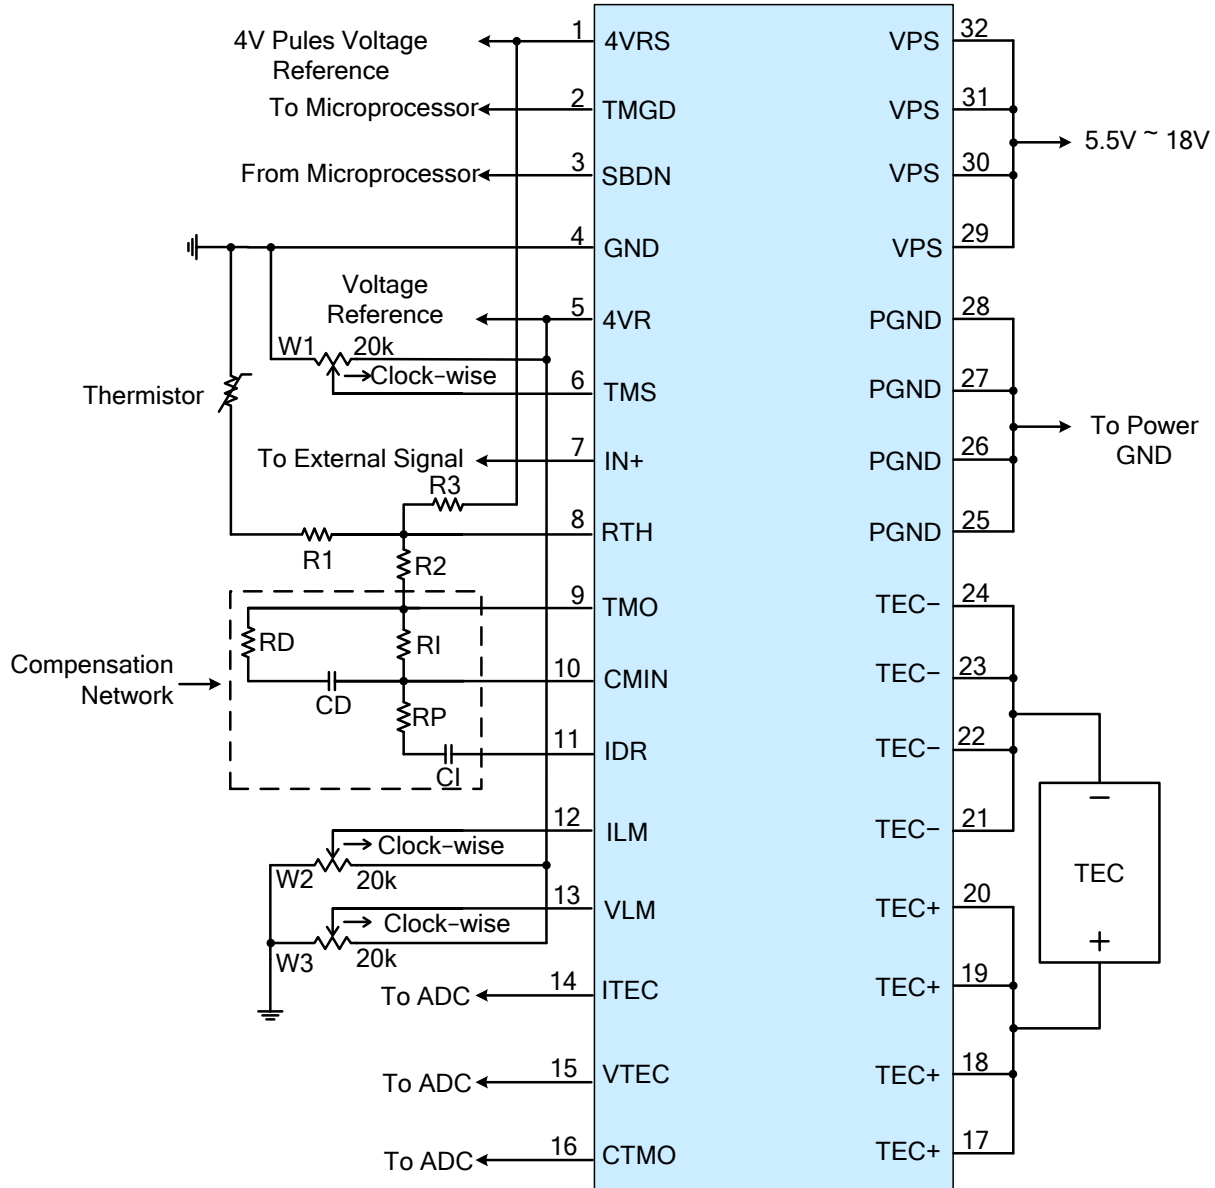 4V Pules Voltage
Reference
1
4VRS
VPS
32
To Microprocessor
2
TMGD
VPS
31
5.5V ~ 18V
From Microprocessor
3
SBDN
VPS
30
4
GND
VPS
29
Voltage
Reference
5
4VR
PGND
28
W1
20k
Clock-wise
6
TMS
PGND
27
Thermistor
To Power
GND
To External Signal
7
IN+
PGND
26
R3
8
RTH
PGND
25
R1
R2
9
TMO
TEC-
24
RD
RI
Compensation
Network
10
CMIN
TEC-
23
CD
RP
11
IDR
TEC-
22
CI
12
ILM
TEC-
21
Clock-wise
W2
20k
−
TEC
+
13
VLM
TEC+
20
Clock-wise
W3
20k
To ADC
14
ITEC
TEC+
19
To ADC
15
VTEC
TEC+
18
To ADC
16
CTMO
TEC+
17